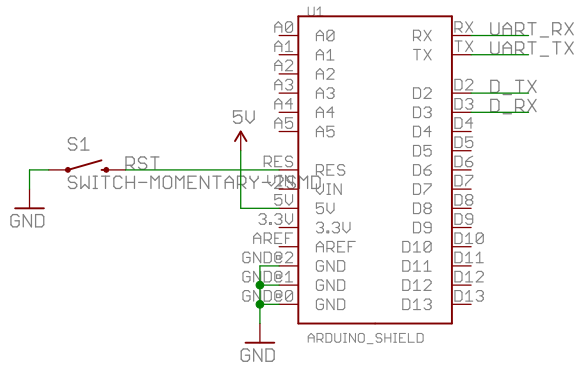 U1
A0 A0 RX RX UART_RX
A1 A1 TX TX UART_TX
A2 A2
A3 A3 D2 D2 D_TX
A4 A4 D3 D3 D_RX
A5 A5 D4 D4
5V
D5 D5
S1
RST
RES RES D6 D6
SWITCH-MOMENTARY-2SMD
VIN VIN D7 D7
5V 5V D8 D8
GND
3.3V 3.3V D9 D9
AREF AREF D10 D10
GND@2 GND D11 D11
GND@1 GND D12 D12
GND@0 GND D13 D13
ARDUINO_SHIELD
GND